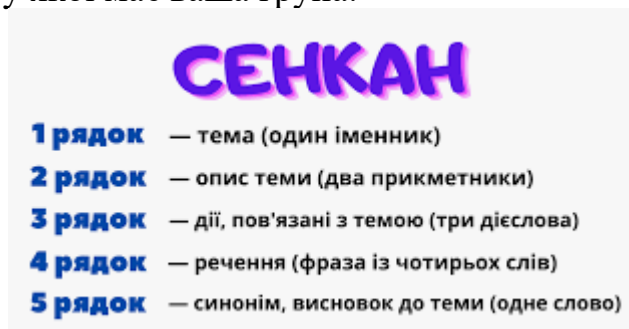 СЕНКАН
1 рядок — тема (один іменник)
2 рядок — опис теми (два прикметники)
3 рядок — дії, пов'язані з темою (три дієслова)
4 рядок — речення (фраза із чотирьох слів)
5 рядок — синонім, висновок до теми (одне слово)